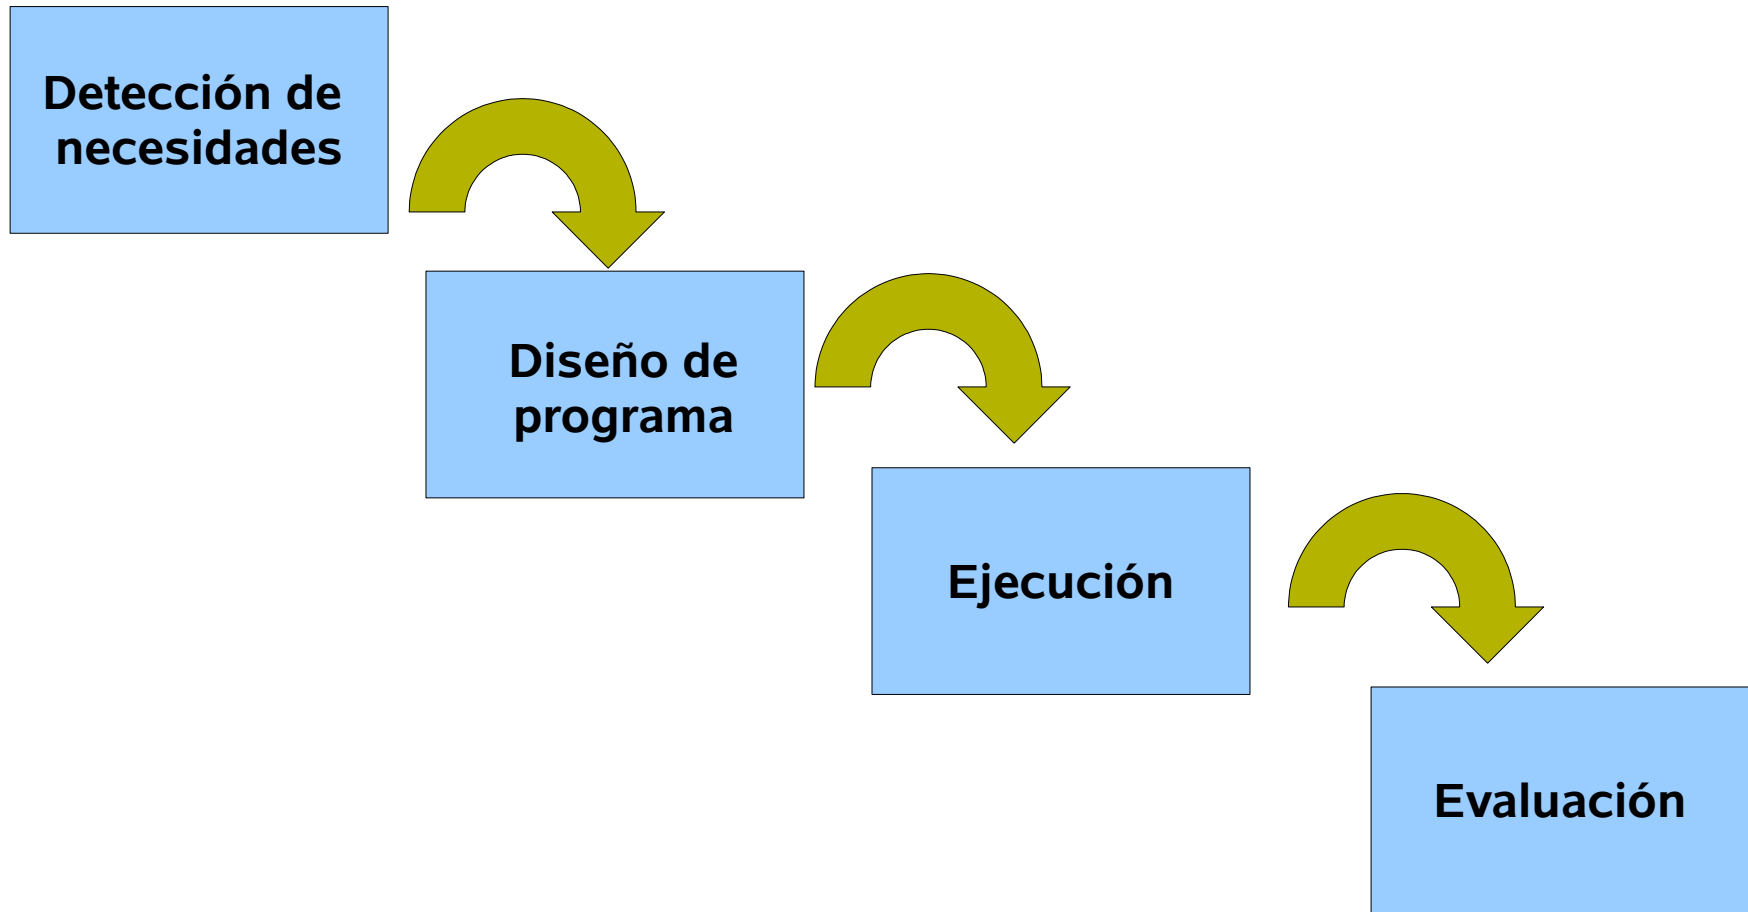 Detección de
necesidades
Diseño de
programa
Ejecución
Evaluación